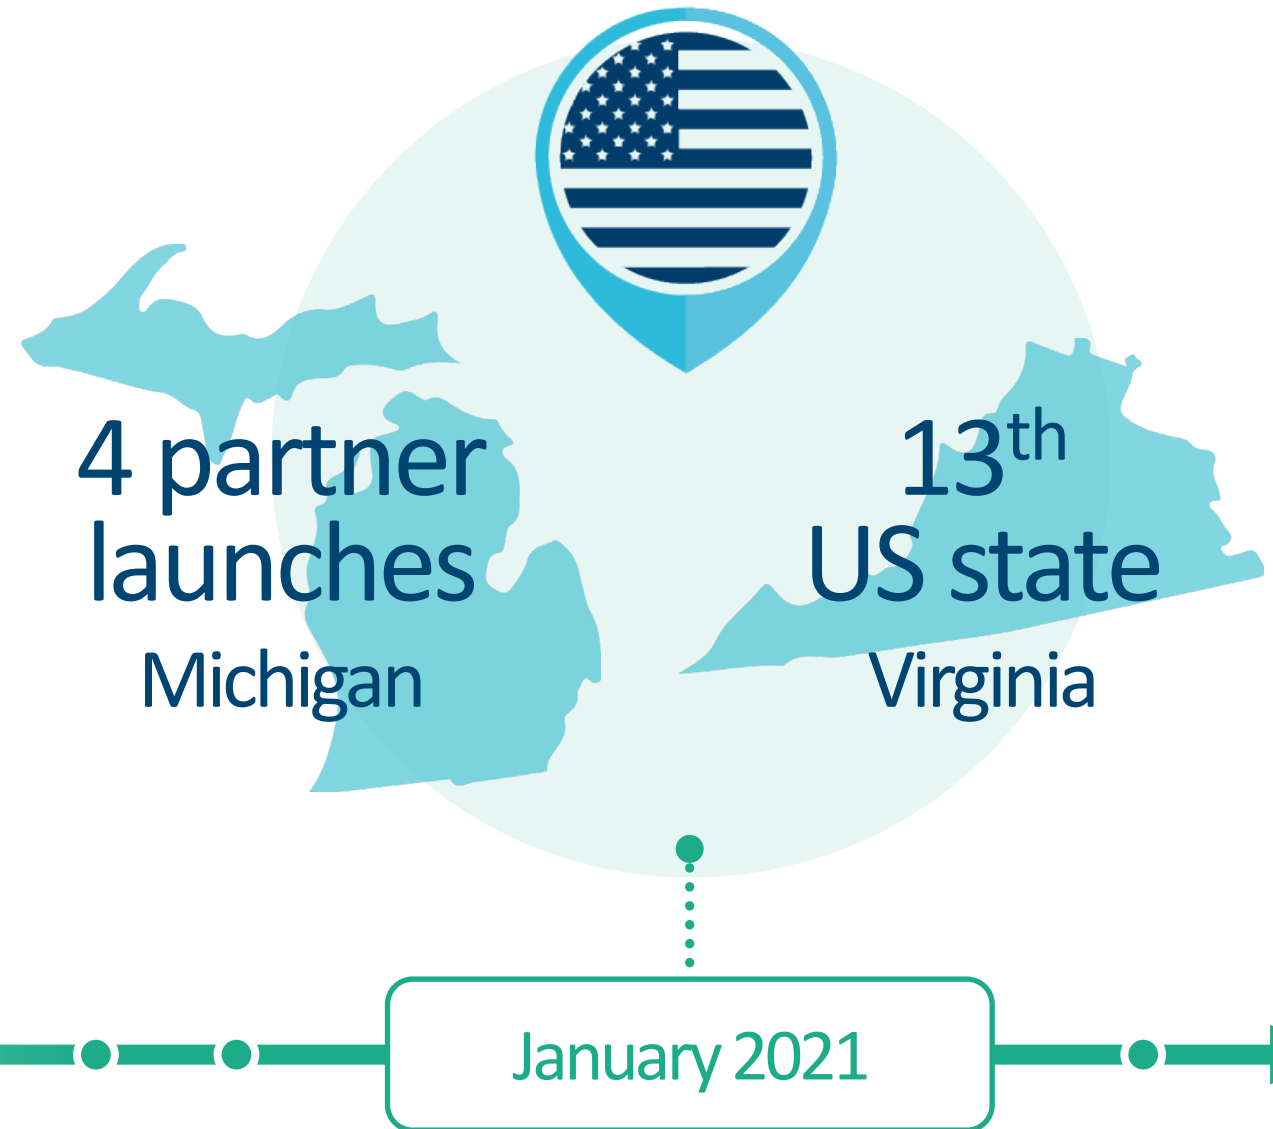 4 partner
launches
Michigan
13th
US state
Virginia
January 2021